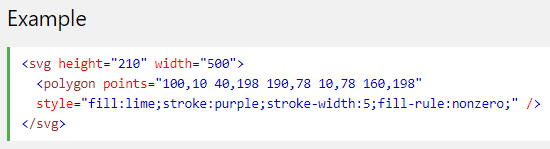 Example
<svg height="210" width="500">
  <polygon points="100,10 40,198 190,78 10,78 160,198"
  style="fill:lime;stroke:purple;stroke-width:5;fill-rule:nonzero;" />
</svg>